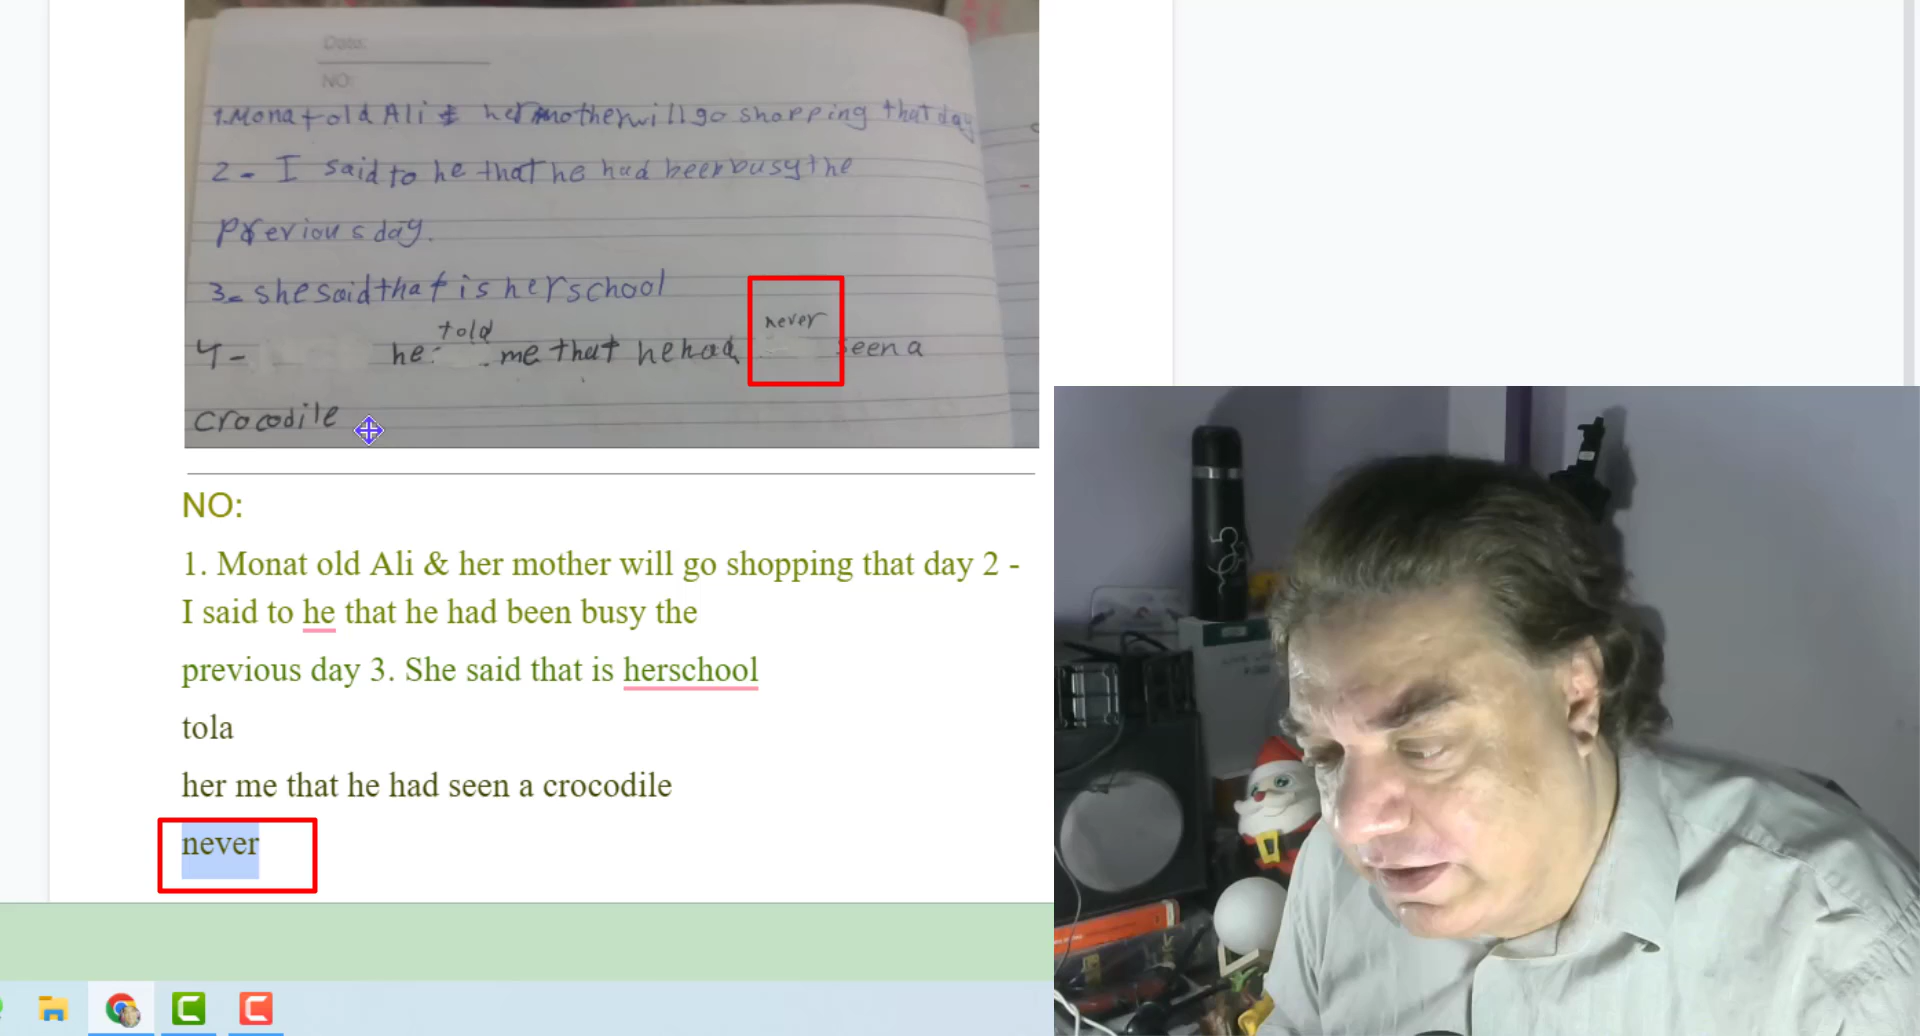 Date:
NO:
1. Mona told Ali her mother will go shopping that day
2 - I said to he that he had been busy the
previous day.
3- she said that is her school
told never
4 - he me that he had seen a
crocodile
NO:
1. Monat old Ali & her mother will go shopping that day 2 -
I said to he that he had been busy the
previous day 3. She said that is herschool
tola
her me that he had seen a crocodile
never